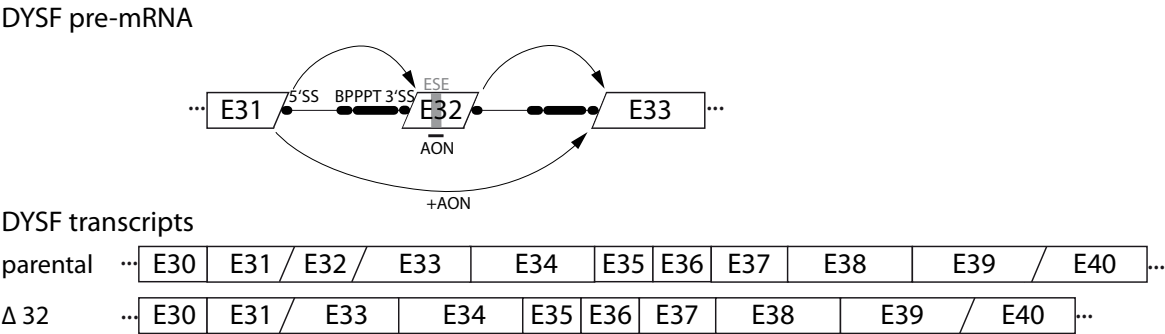 DYSF pre-mRNA
ESE
5'SS BPPPT 3'SS
... E31 E32 E33 ...
AON
+AON
DYSF transcripts
parental ... E30 E31 E32 E33 E34 E35 E36 E37 E38 E39 E40 ...
Δ 32 ... E30 E31 E33 E34 E35 E36 E37 E38 E39 E40 ...